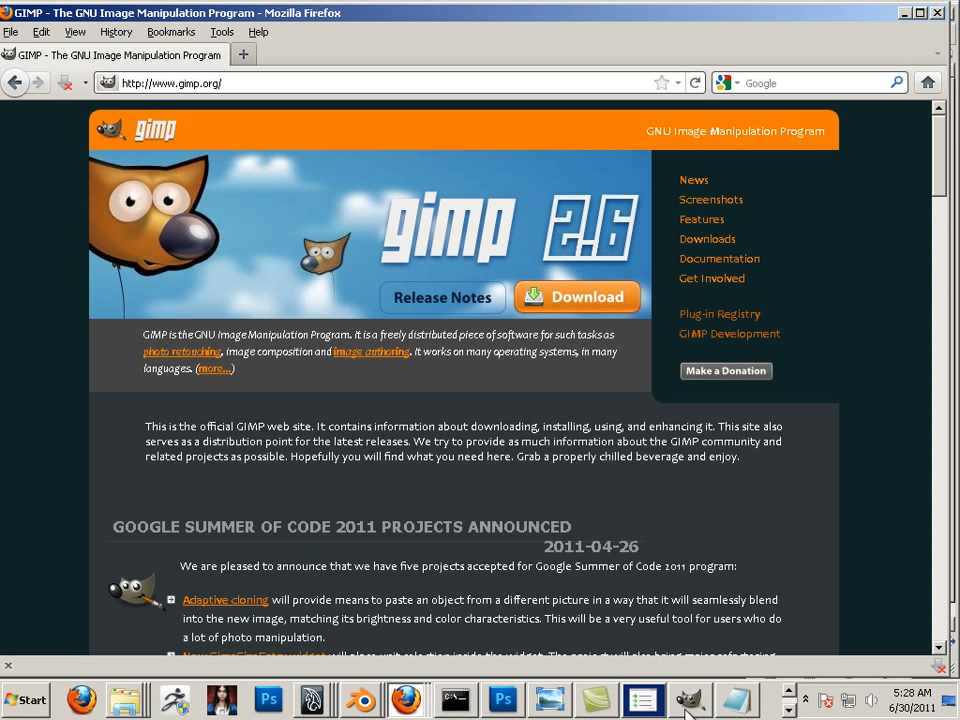 GIMP - The GNU Image Manipulation Program - Mozilla Firefox
File Edit View History Bookmarks Tools Help
GIMP - The GNU Image Manipulation Program
http://www.gimp.org/
Google
gimp
GNU Image Manipulation Program
gimp 2.6
Release Notes
Download
News
Screenshots
Features
Downloads
Documentation
Get Involved
Plug-in Registry
GIMP Development
Make a Donation
GIMP is the GNU Image Manipulation Program. It is a freely distributed piece of software for such tasks as
photo retouching, image composition and image authoring. It works on many operating systems, in many
languages. (more...)
This is the official GIMP web site. It contains information about downloading, installing, using, and enhancing it. This site also
serves as a distribution point for the latest releases. We try to provide as much information about the GIMP community and
related projects as possible. Hopefully you will find what you need here. Grab a properly chilled beverage and enjoy.
GOOGLE SUMMER OF CODE 2011 PROJECTS ANNOUNCED
2011-04-26
We are pleased to announce that we have five projects accepted for Google Summer of Code 2011 program:
Adaptive cloning will provide means to paste an object from a different picture in a way that it will seamlessly blend
into the new image, matching its brightness and color characteristics. This will be a very useful tool for users who do
a lot of photo manipulation.
Start
Ps
Ps
5:28 AM
6/30/2011